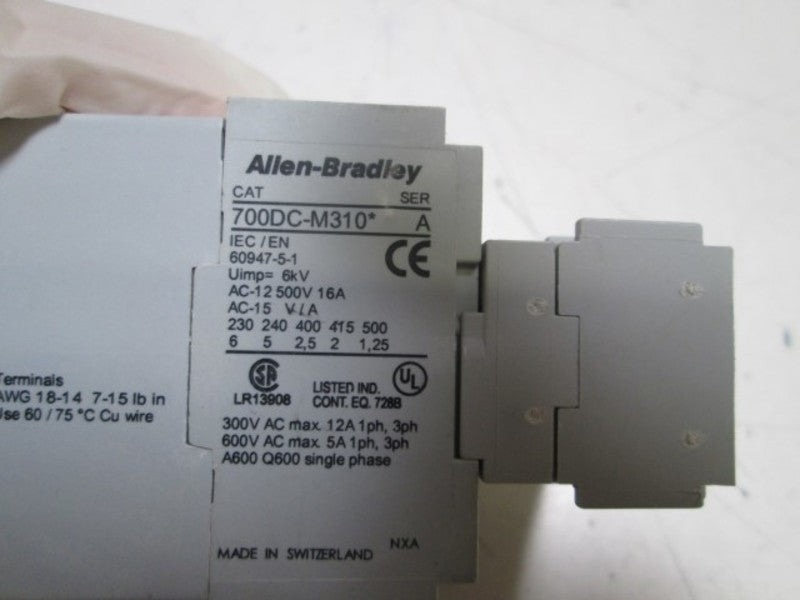 Allen-Bradley
CAT SER
700DC-M310* A
IEC / EN
60947-5-1
Uimp= 6kV
AC-12 500V 16A
AC-15 V / A
230 240 400 415 500
6 5 2,5 2 1,25
CE
SA
LR13908
LISTED IND.
CONT. EQ. 728B
UL
300V AC max. 12A 1ph, 3ph
600V AC max. 5A 1ph, 3ph
A600 Q600 single phase
MADE IN SWITZERLAND NXA
Terminals
AWG 18-14 7-15 lb in
Use 60 / 75 °C Cu wire